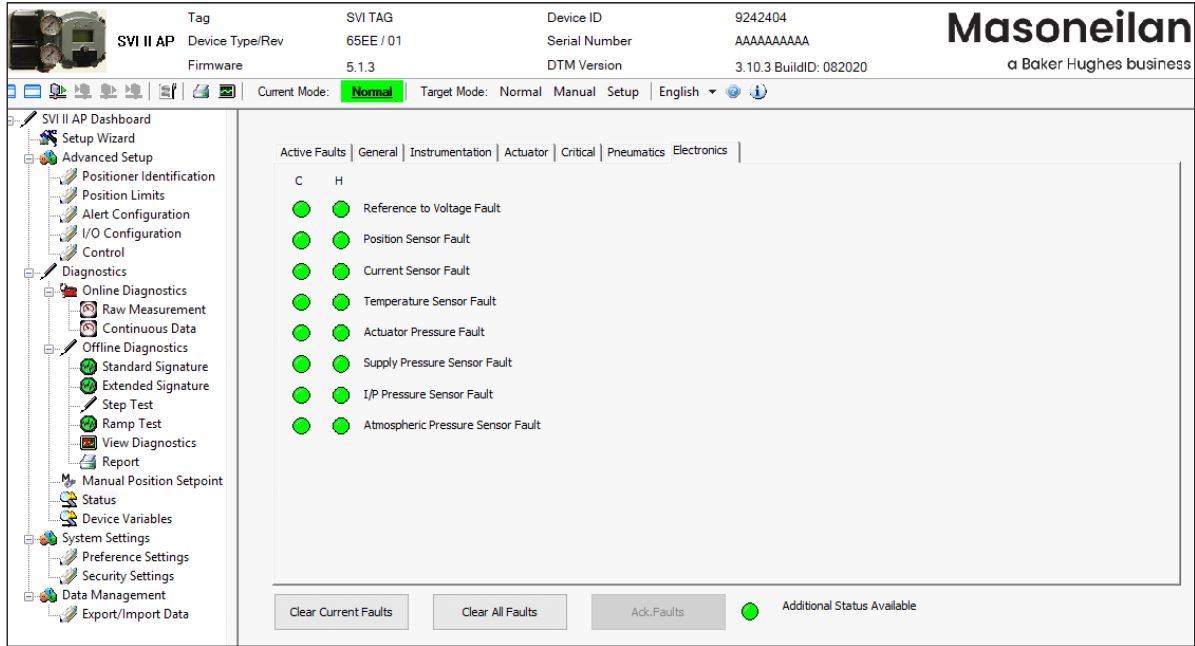 Tag SVI TAG Device ID 9242404
Masoneilan
SVI II AP Device Type/Rev 65EE / 01 Serial Number AAAAAAAAAA
Firmware 5.1.3 DTM Version 3.10.3 BuildID: 082020
a Baker Hughes business
Current Mode: Normal Target Mode: Normal Manual Setup English
SVI II AP Dashboard
Setup Wizard
Advanced Setup
Positioner Identification
Position Limits
Alert Configuration
I/O Configuration
Control
Diagnostics
Online Diagnostics
Raw Measurement
Continuous Data
Offline Diagnostics
Standard Signature
Extended Signature
Step Test
Ramp Test
View Diagnostics
Report
Manual Position Setpoint
Status
Device Variables
System Settings
Preference Settings
Security Settings
Data Management
Export/Import Data
Active Faults General Instrumentation Actuator Critical Pneumatics Electronics
C H
Reference to Voltage Fault
Position Sensor Fault
Current Sensor Fault
Temperature Sensor Fault
Actuator Pressure Fault
Supply Pressure Sensor Fault
I/P Pressure Sensor Fault
Atmospheric Pressure Sensor Fault
Clear Current Faults Clear All Faults Ack.Faults Additional Status Available